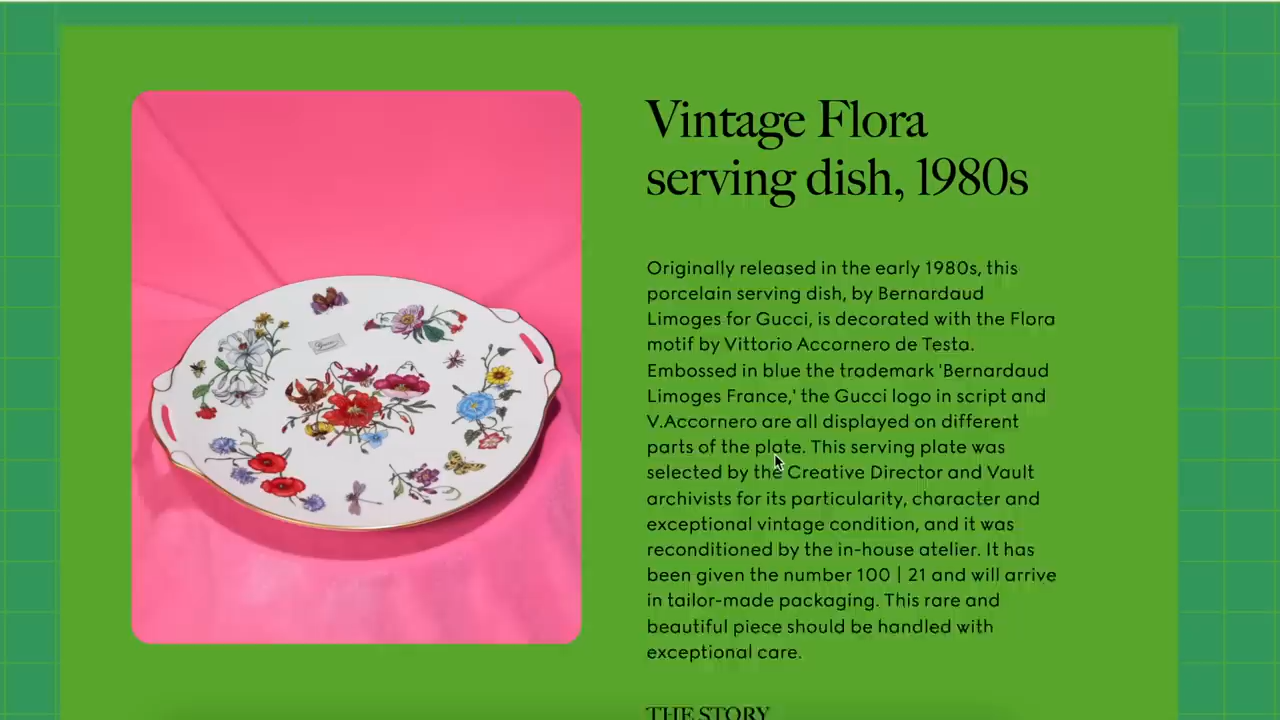 Vintage Flora
serving dish, 1980s
Originally released in the early 1980s, this
porcelain serving dish, by Bernardaud
Limoges for Gucci, is decorated with the Flora
motif by Vittorio Accornero de Testa.
Embossed in blue the trademark 'Bernardaud
Limoges France,' the Gucci logo in script and
V.Accornero are all displayed on different
parts of the plate. This serving plate was
selected by the Creative Director and Vault
archivists for its particularity, character and
exceptional vintage condition, and it was
reconditioned by the in-house atelier. It has
been given the number 100 | 21 and will arrive
in tailor-made packaging. This rare and
beautiful piece should be handled with
exceptional care.
THE STORY